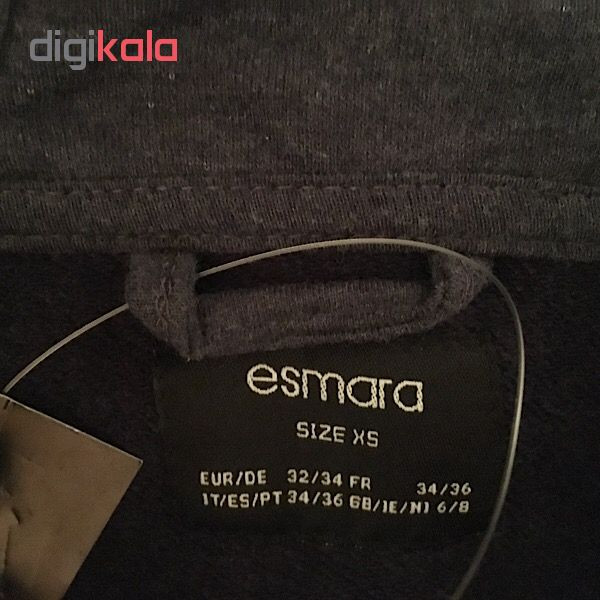 digikala
esmara
SIZE XS
EUR/DE 32/34 FR 34/36
IT/ES/PT 34/36 GB/IE/NI 6/8